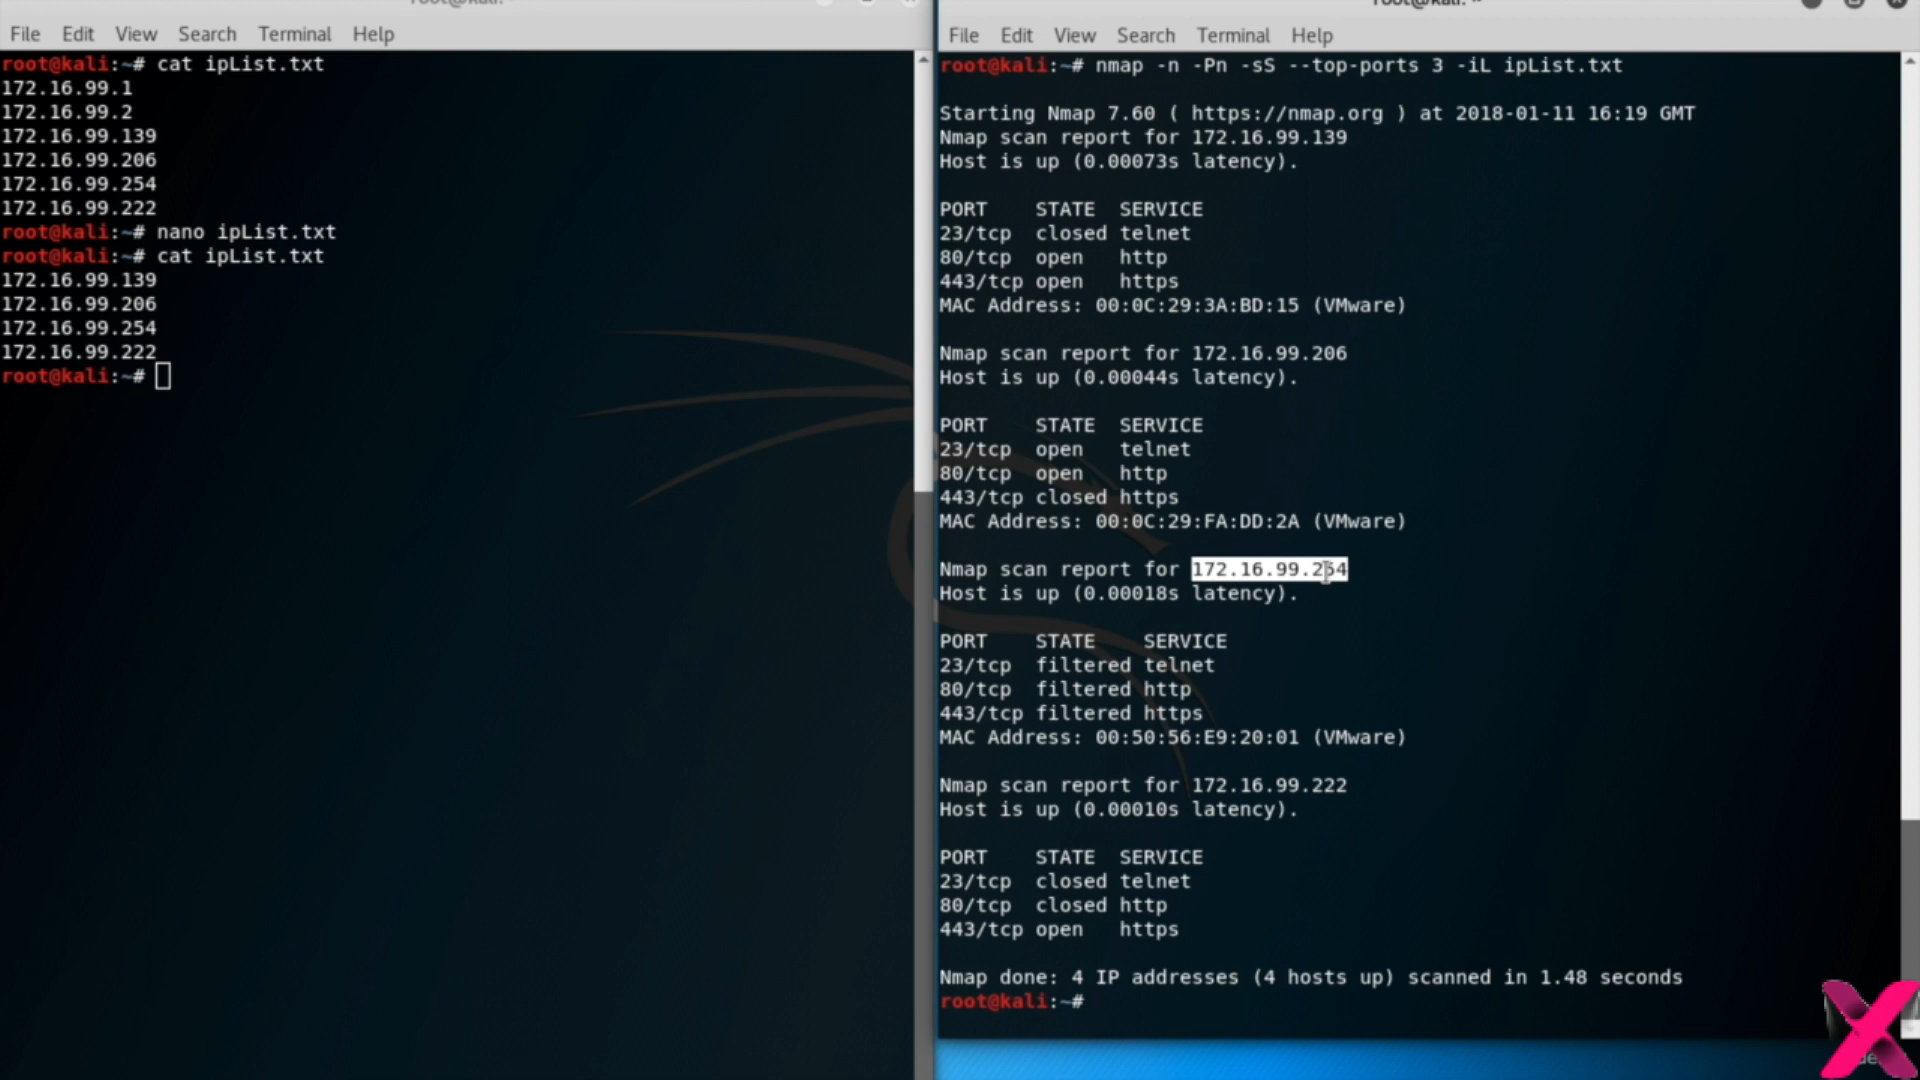 File Edit View Search Terminal Help
root@kali:~# cat ipList.txt
172.16.99.1
172.16.99.2
172.16.99.139
172.16.99.206
172.16.99.254
172.16.99.222
root@kali:~# nano ipList.txt
root@kali:~# cat ipList.txt
172.16.99.139
172.16.99.206
172.16.99.254
172.16.99.222
root@kali:~#
File Edit View Search Terminal Help
root@kali:~# nmap -n -Pn -sS --top-ports 3 -iL ipList.txt
Starting Nmap 7.60 ( https://nmap.org ) at 2018-01-11 16:19 GMT
Nmap scan report for 172.16.99.139
Host is up (0.00073s latency).
PORT STATE SERVICE
23/tcp closed telnet
80/tcp open http
443/tcp open https
MAC Address: 00:0C:29:3A:BD:15 (VMware)
Nmap scan report for 172.16.99.206
Host is up (0.00044s latency).
PORT STATE SERVICE
23/tcp open telnet
80/tcp open http
443/tcp closed https
MAC Address: 00:0C:29:FA:DD:2A (VMware)
Nmap scan report for 172.16.99.254
Host is up (0.00018s latency).
PORT STATE SERVICE
23/tcp filtered telnet
80/tcp filtered http
443/tcp filtered https
MAC Address: 00:50:56:E9:20:01 (VMware)
Nmap scan report for 172.16.99.222
Host is up (0.00010s latency).
PORT STATE SERVICE
23/tcp closed telnet
80/tcp closed http
443/tcp open https
Nmap done: 4 IP addresses (4 hosts up) scanned in 1.48 seconds
root@kali:~#